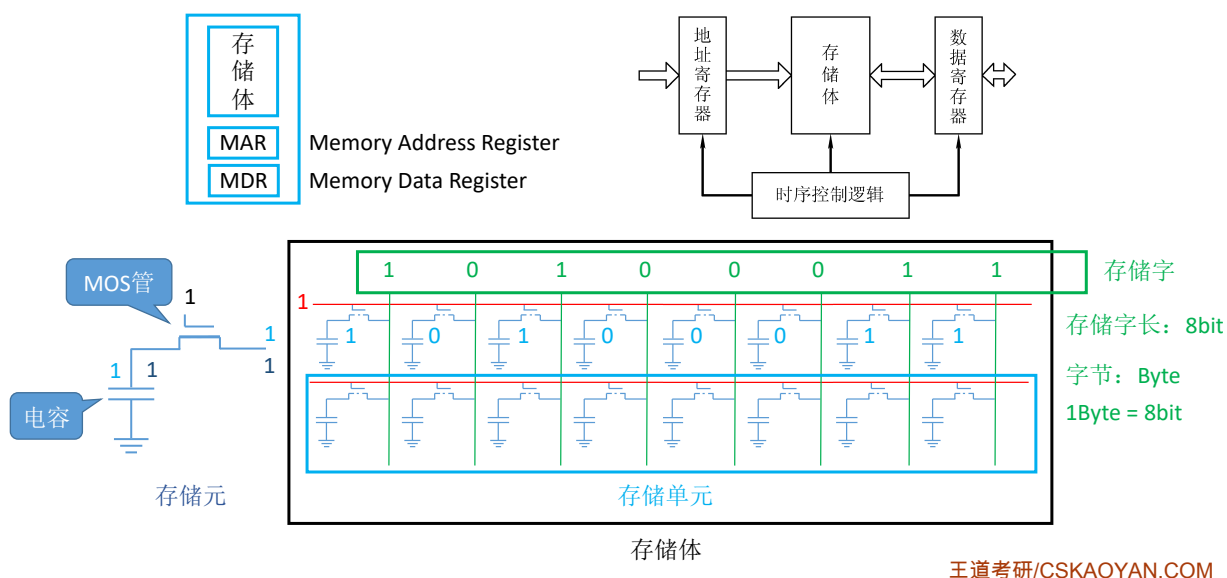 存储体
MAR
Memory Address Register
MDR
Memory Data Register
地址寄存器
存储体
数据寄存器
时序控制逻辑
MOS管
1
1
1
1
1
电容
存储元
1 0 1 0 0 0 1 1
存储字
1
1 0 1 0 0 0 1 1
存储字长：8bit
字节：Byte
1Byte = 8bit
存储单元
存储体
王道考研/CSKAOYAN.COM